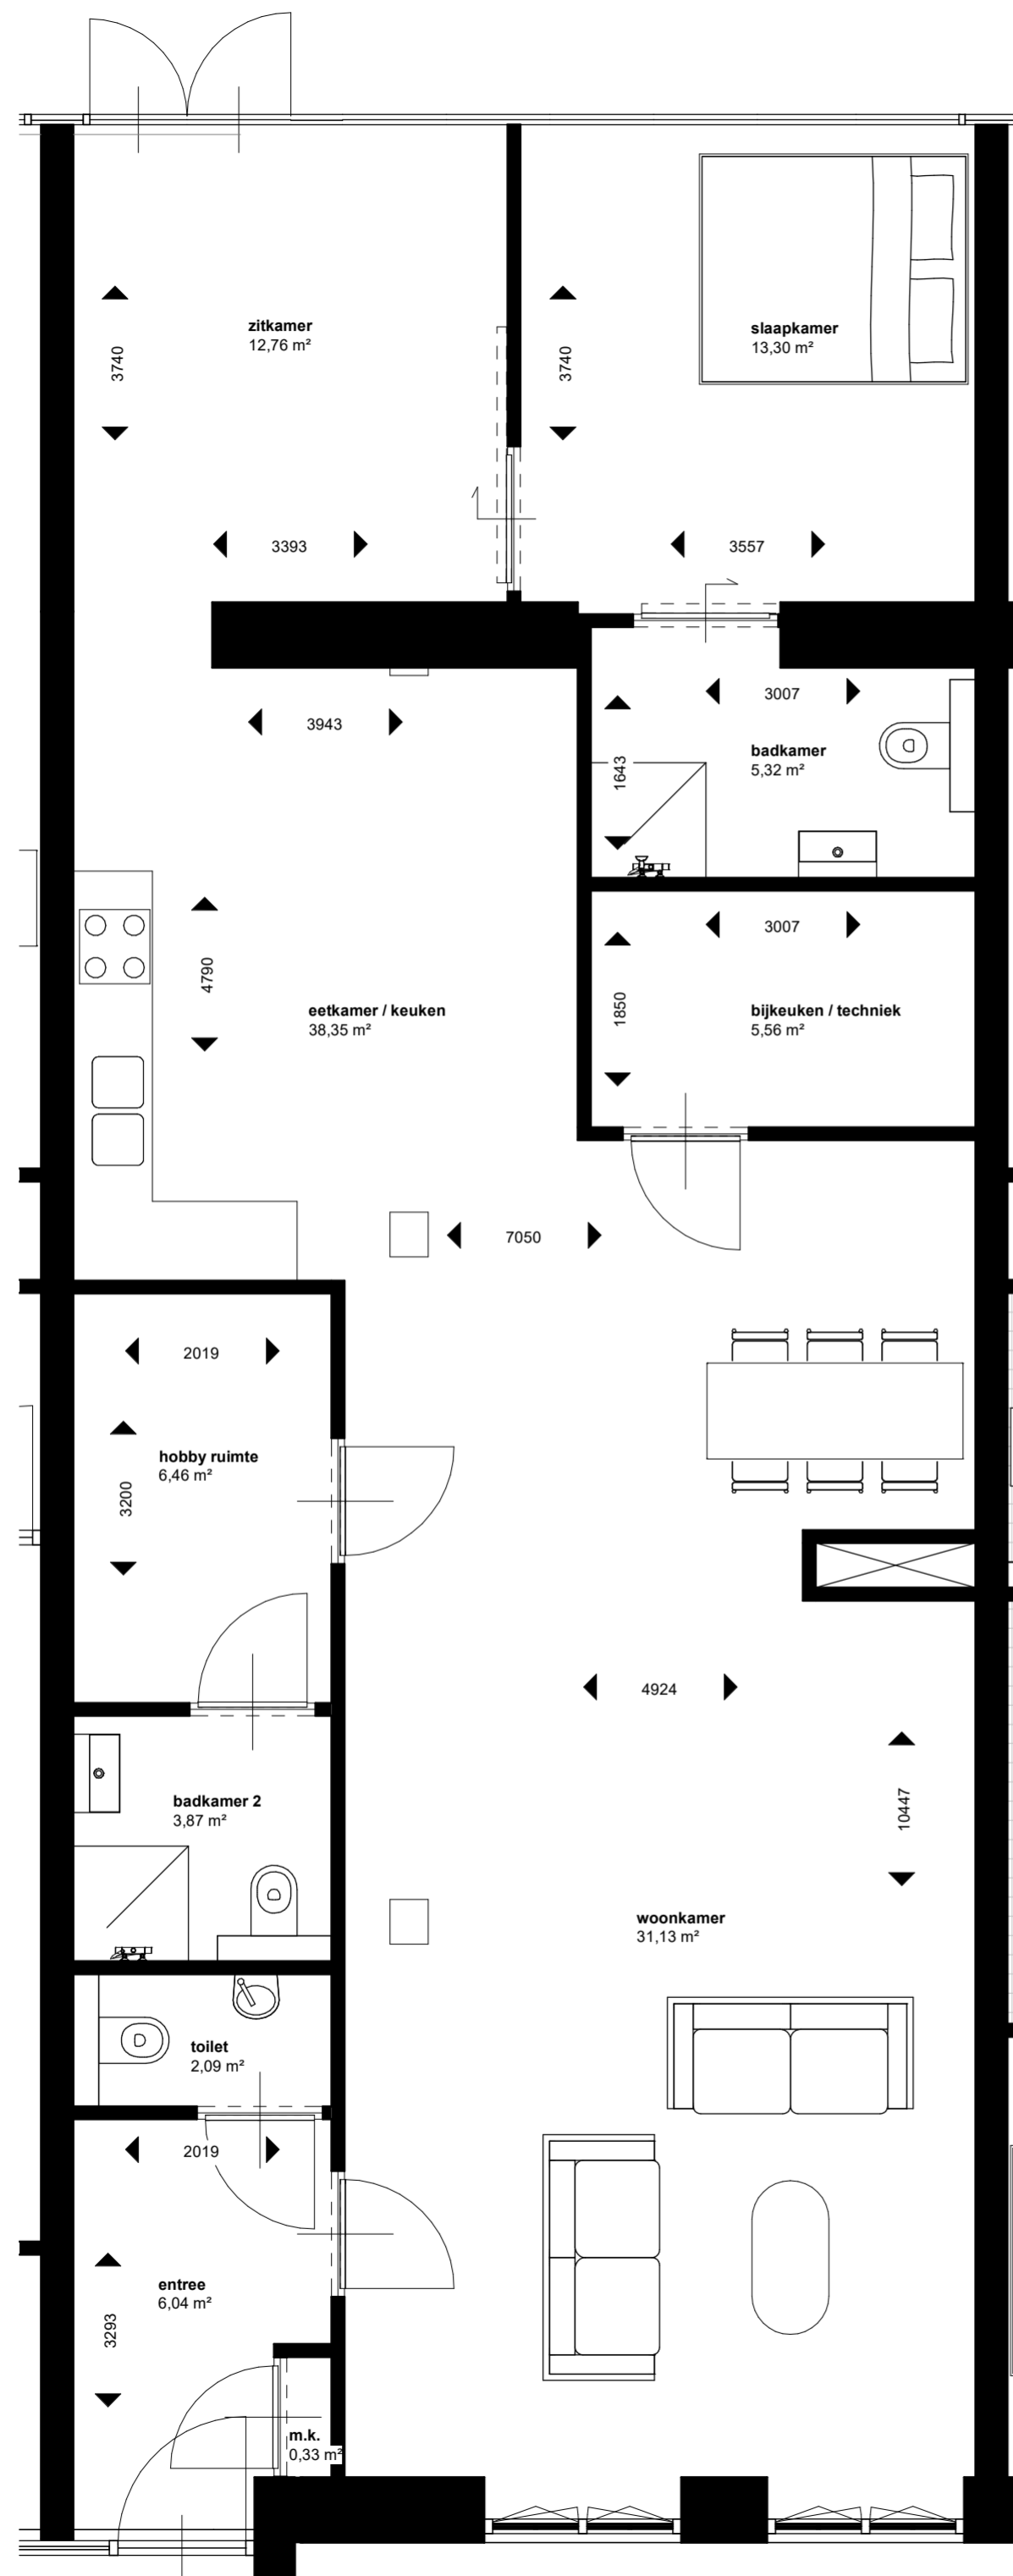 zitkamer
12,76 m²
slaapkamer
13,30 m²
3740
3740
3393
3557
3943
3007
1643
badkamer
5,32 m²
4790
3007
1850
eetkamer / keuken
38,35 m²
bijkeuken / techniek
5,56 m²
7050
2019
hobby ruimte
6,46 m²
3200
4924
badkamer 2
3,87 m²
10447
woonkamer
31,13 m²
toilet
2,09 m²
2019
entree
6,04 m²
3293
m.k.
0,33 m²